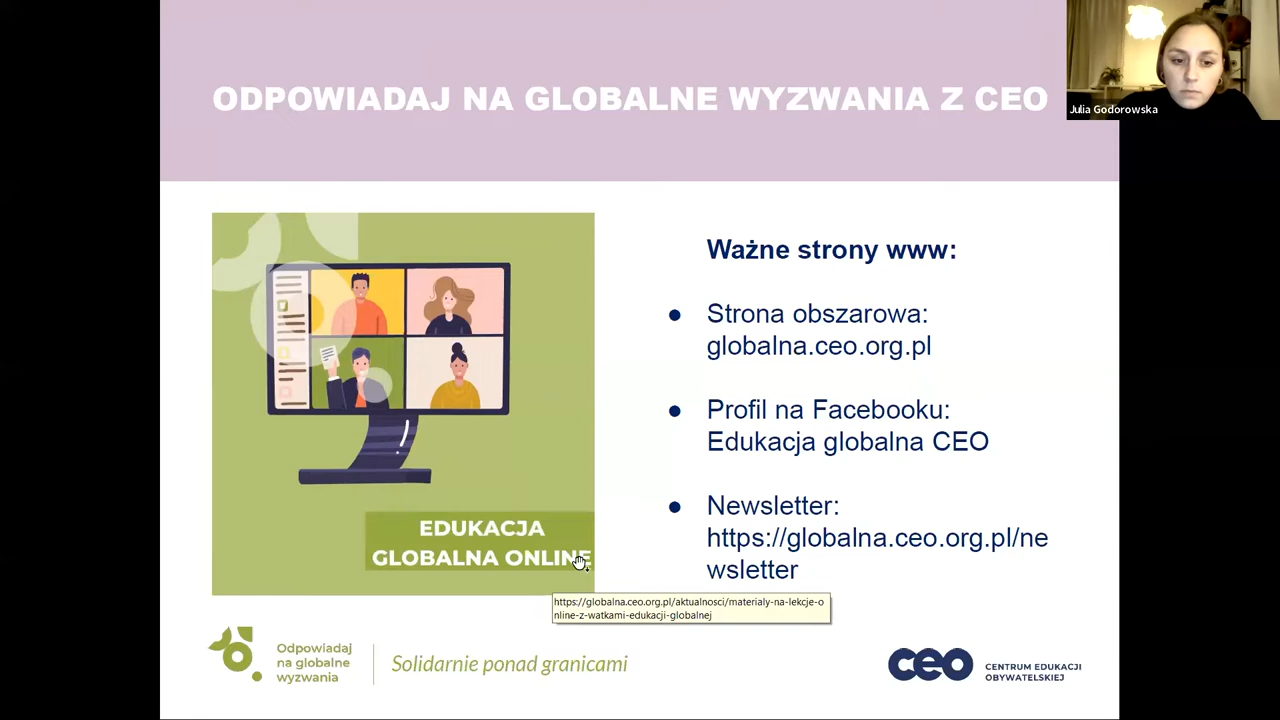 ODPOWIADAJ NA GLOBALNE WYZWANIA Z CEO
Julia Godorowska
Ważne strony www:
● Strona obszarowa:
globalna.ceo.org.pl
● Profil na Facebooku:
Edukacja globalna CEO
● Newsletter:
https://globalna.ceo.org.pl/ne
wsletter
EDUKACJA
GLOBALNA ONLINE
https://globalna.ceo.org.pl/aktualnosci/materialy-na-lekcje-o
nline-z-watkami-edukacji-globalnej
Odpowiadaj
na globalne
wyzwania
Solidarnie ponad granicami
ceo
CENTRUM EDUKACJI
OBYWATELSKIEJ